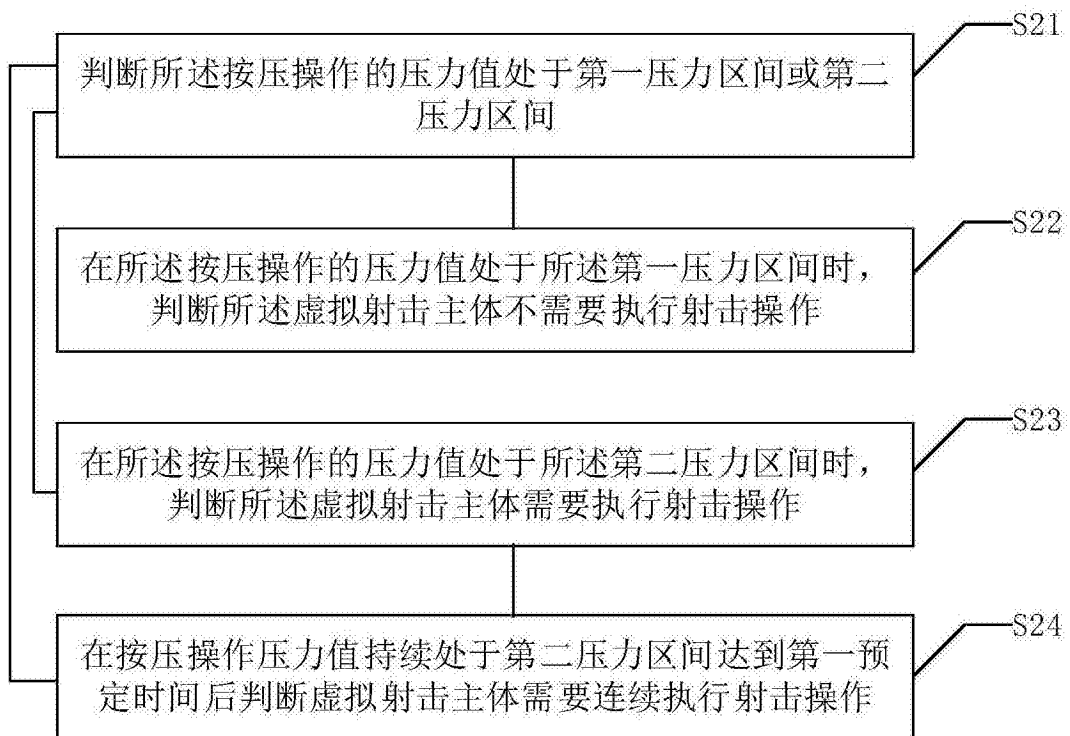 S21
判断所述按压操作的压力值处于第一压力区间或第二
压力区间
S22
在所述按压操作的压力值处于所述第一压力区间时，
判断所述虚拟射击主体不需要执行射击操作
S23
在所述按压操作的压力值处于所述第二压力区间时，
判断所述虚拟射击主体需要执行射击操作
S24
在按压操作压力值持续处于第二压力区间达到第一预
定时间后判断虚拟射击主体需要连续执行射击操作